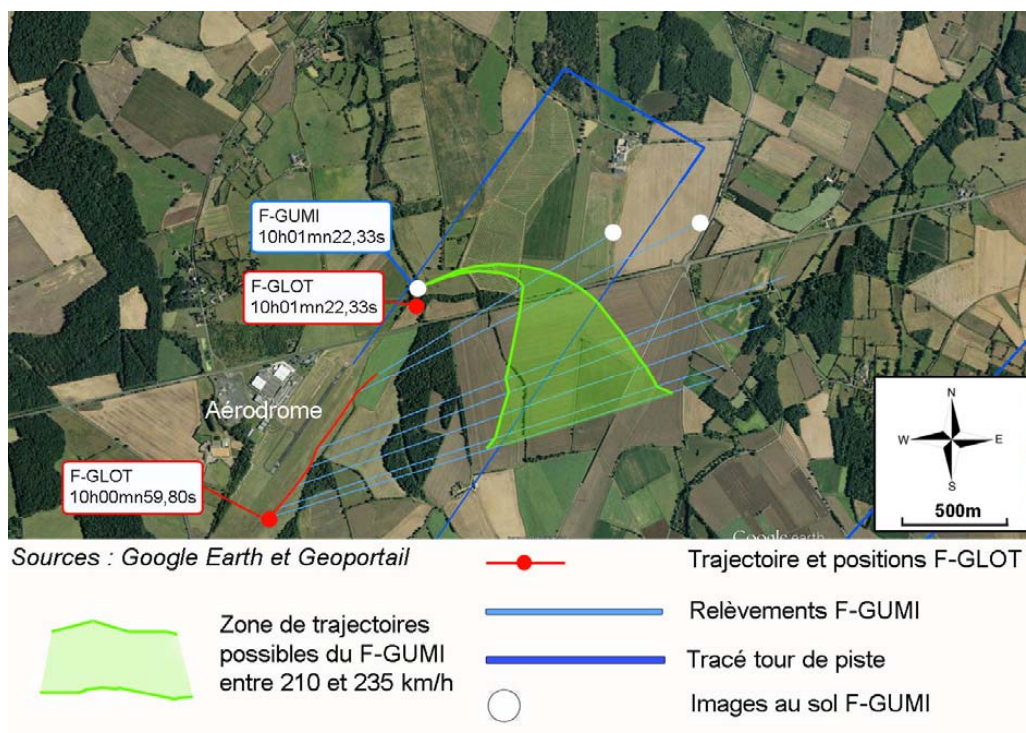 F-GUMI
10h01mn22,33s
F-GLOT
10h01mn22,33s
Aérodrome
F-GLOT
10h00mn59,80s
N
W
E
S
500m
Google earth
Sources : Google Earth et Geoportail
Trajectoire et positions F-GLOT
Relèvements F-GUMI
Zone de trajectoires
possibles du F-GUMI
entre 210 et 235 km/h
Tracé tour de piste
Images au sol F-GUMI